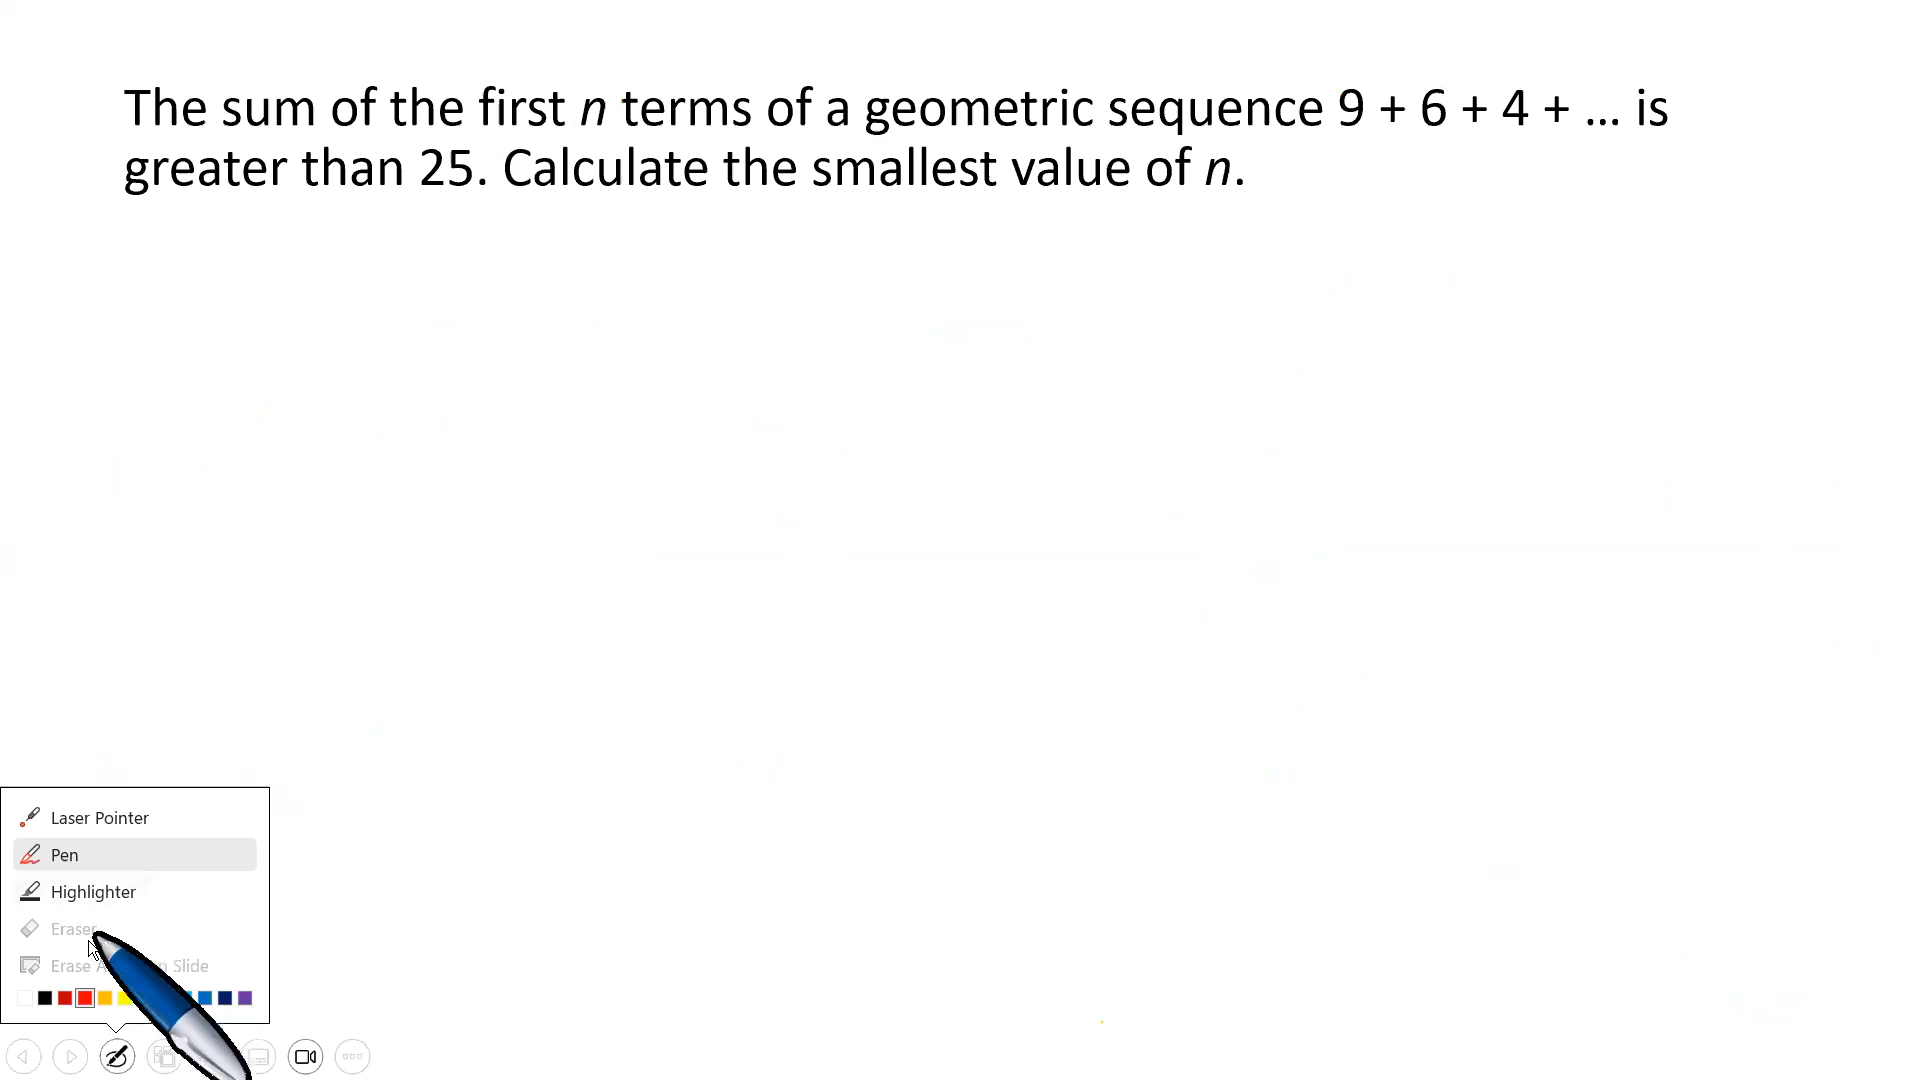 The sum of the first n terms of a geometric sequence 9 + 6 + 4 + ... is
greater than 25. Calculate the smallest value of n.
Laser Pointer
Pen
Highlighter
Eraser
Erase Slide